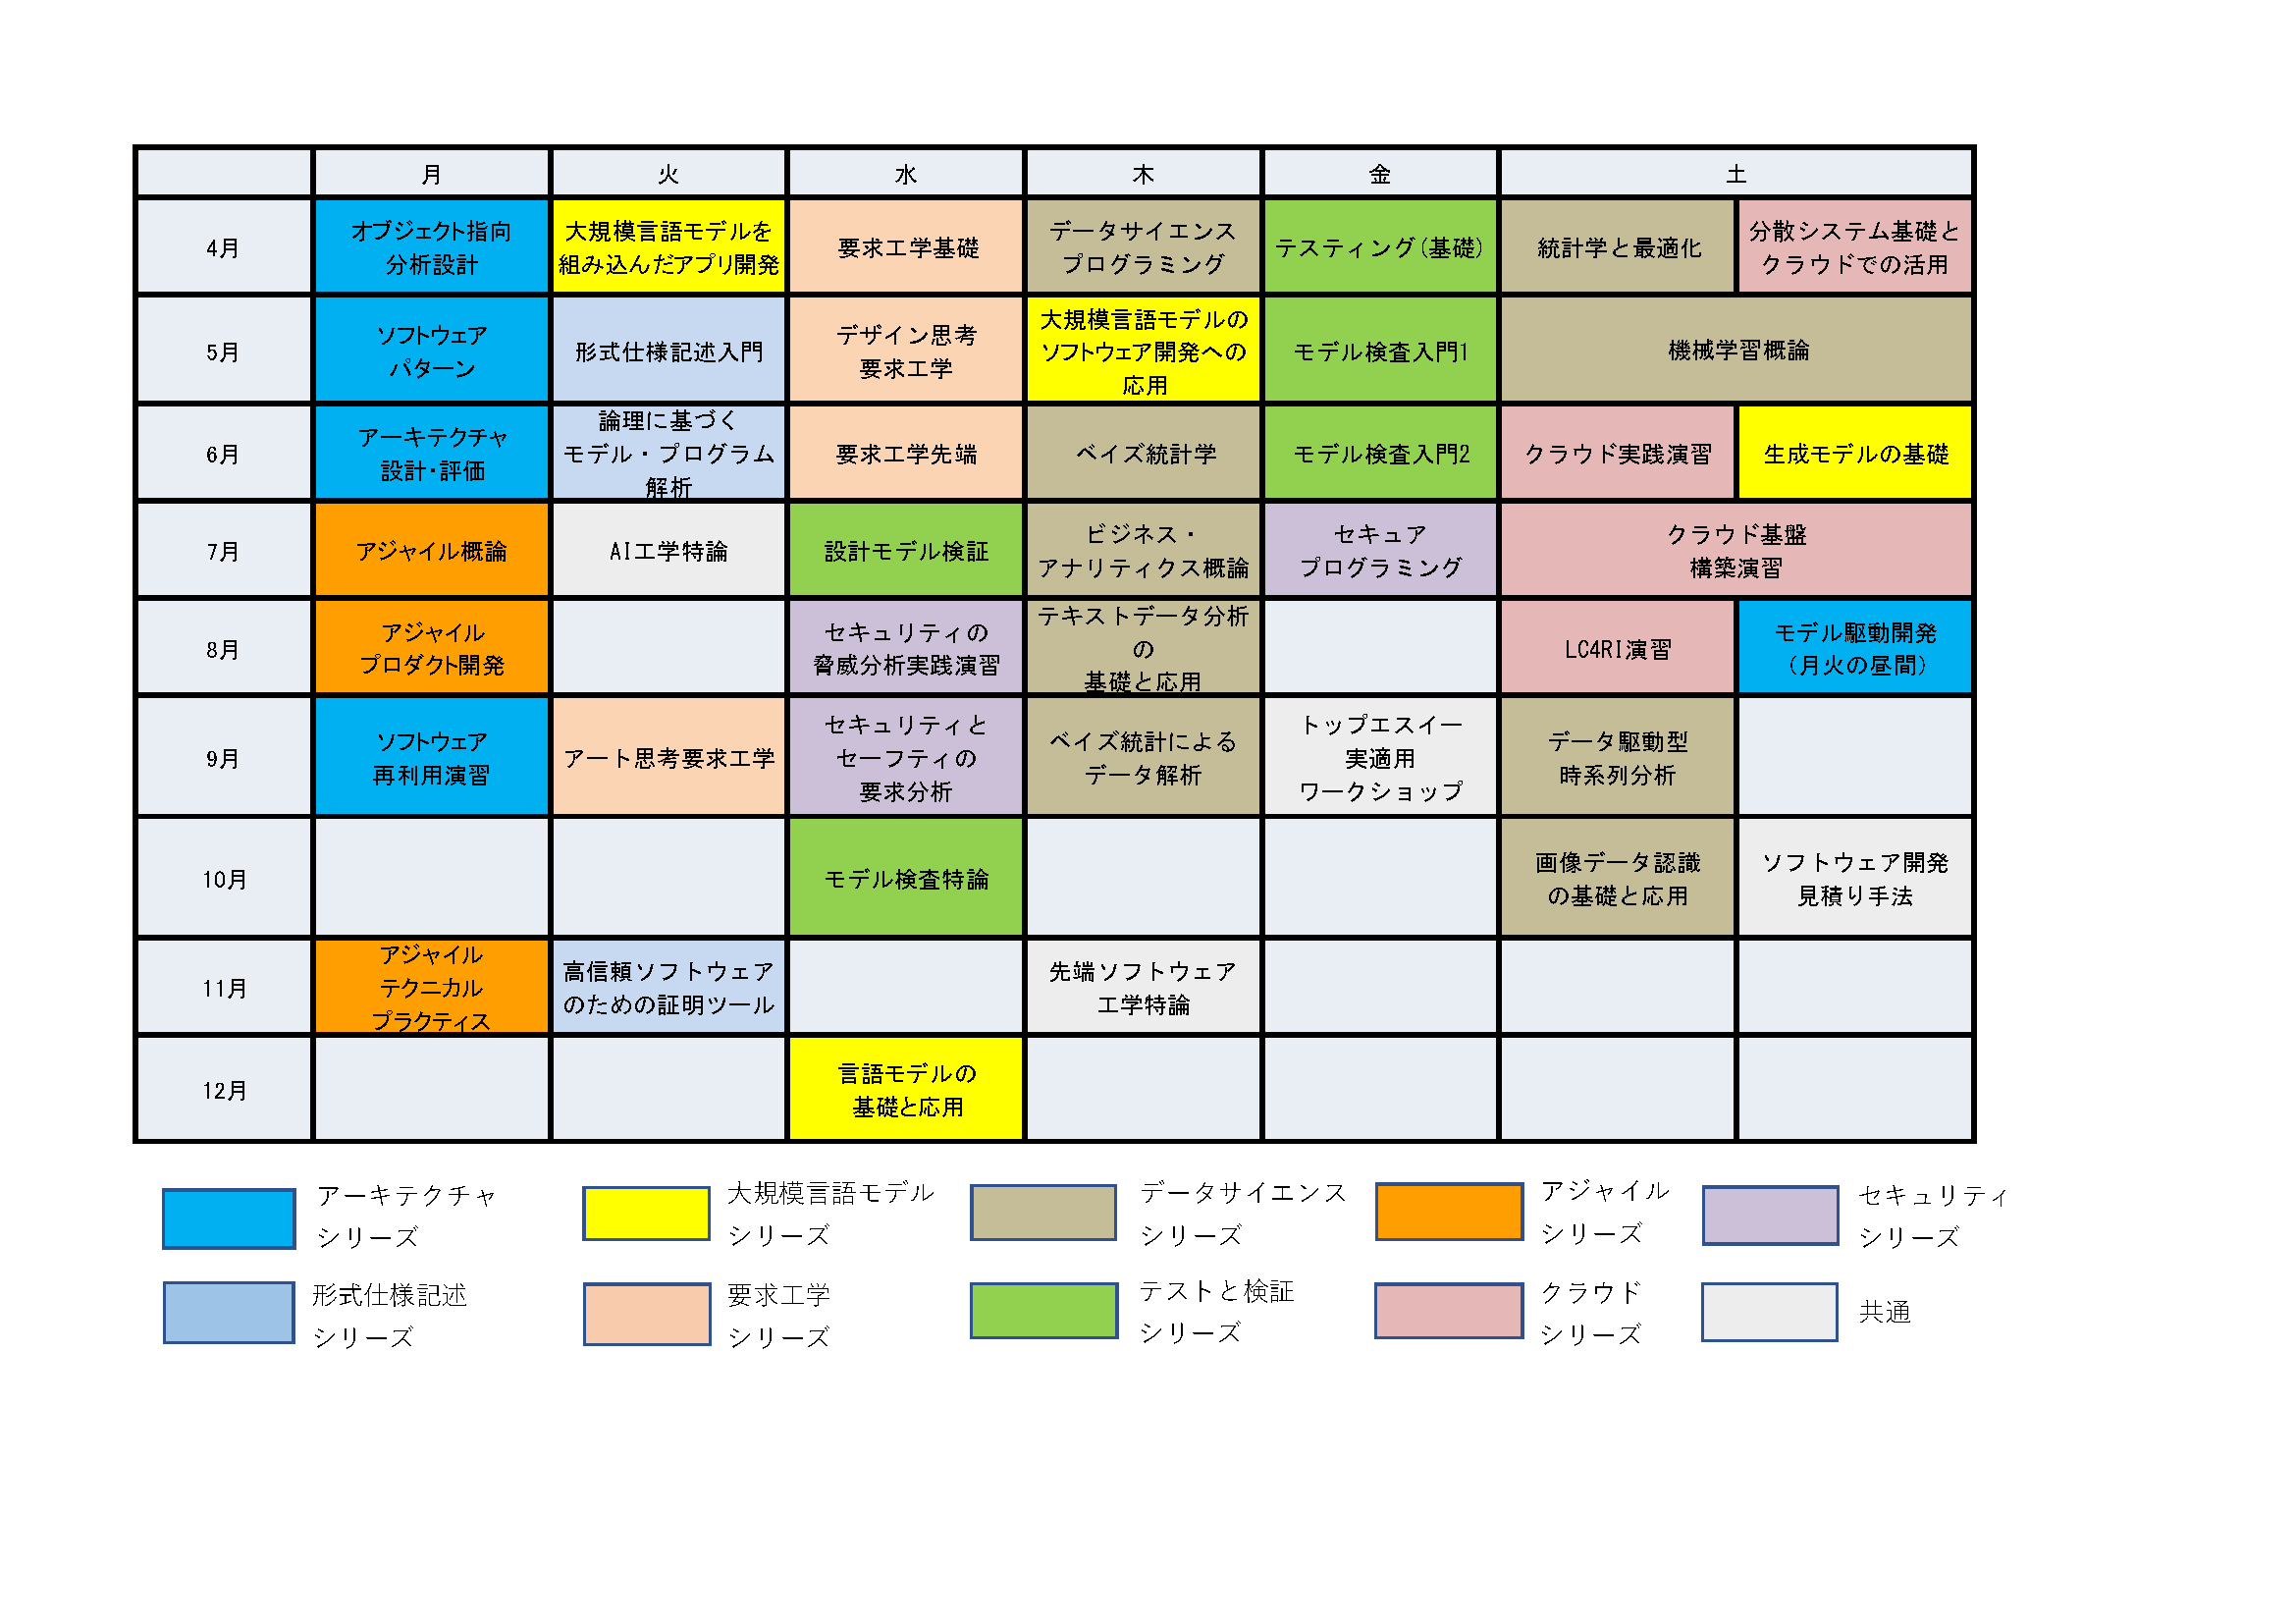 月 火 水 木 金 土
4月
オブジェクト指向
分析設計
大規模言語モデルを
組み込んだアプリ開発
要求工学基礎
データサイエンス
プログラミング
テスティング(基礎)
統計学と最適化
分散システム基礎と
クラウドでの活用
5月
ソフトウェア
パターン
形式仕様記述入門
デザイン思考
要求工学
大規模言語モデルの
ソフトウェア開発への
応用
モデル検査入門1
機械学習概論
6月
アーキテクチャ
設計・評価
論理に基づく
モデル・プログラム
解析
要求工学先端
ベイズ統計学
モデル検査入門2
クラウド実践演習
生成モデルの基礎
7月
アジャイル概論
AI工学特論
設計モデル検証
ビジネス・
アナリティクス概論
セキュア
プログラミング
クラウド基盤
構築演習
8月
アジャイル
プロダクト開発
セキュリティの
脅威分析実践演習
テキストデータ分析
の
基礎と応用
LC4RI演習
モデル駆動開発
(月火の昼間)
9月
ソフトウェア
再利用演習
アート思考要求工学
セキュリティと
セーフティの
要求分析
ベイズ統計による
データ解析
トップエスイー
実適用
ワークショップ
データ駆動型
時系列分析
10月
モデル検査特論
画像データ認識
の基礎と応用
ソフトウェア開発
見積り手法
11月
アジャイル
テクニカル
プラクティス
高信頼ソフトウェア
のための証明ツール
先端ソフトウェア
工学特論
12月
言語モデルの
基礎と応用
アーキテクチャ
シリーズ
大規模言語モデル
シリーズ
データサイエンス
シリーズ
アジャイル
シリーズ
セキュリティ
シリーズ
形式仕様記述
シリーズ
要求工学
シリーズ
テストと検証
シリーズ
クラウド
シリーズ
共通